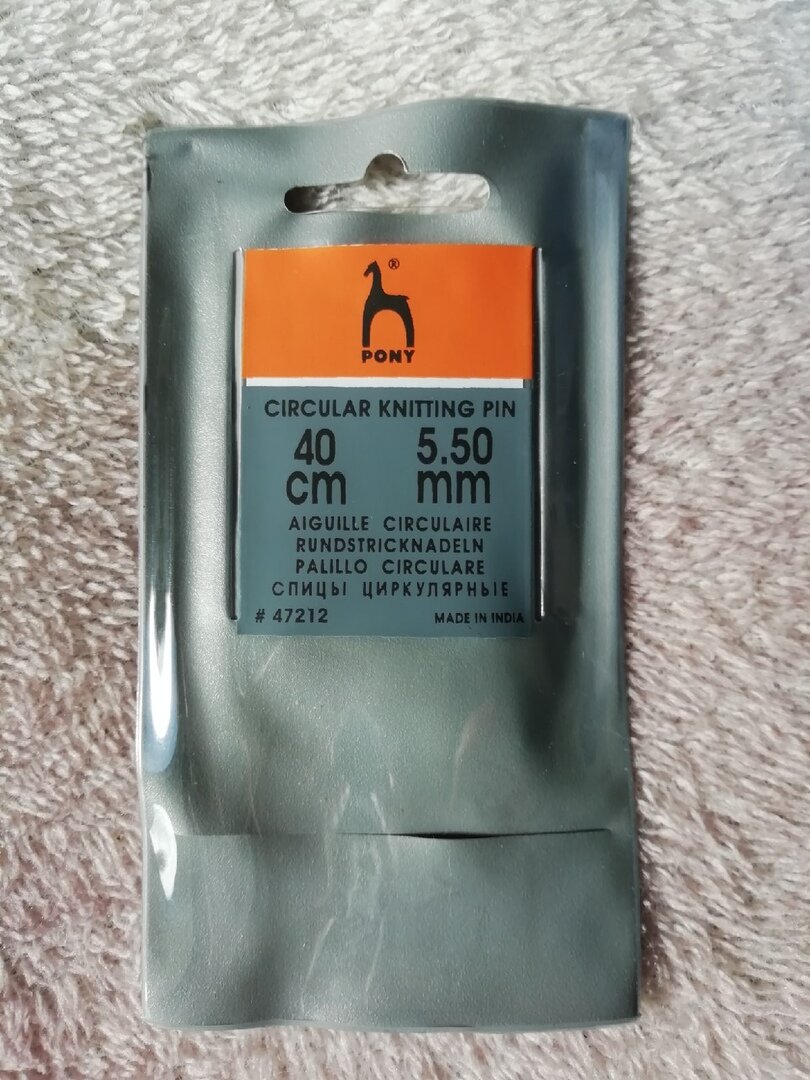 ®
PONY
CIRCULAR KNITTING PIN
40 5.50
cm mm
AIGUILLE CIRCULAIRE
RUNDSTRICKNADELN
PALILLO CIRCULARE
СПИЦЫ ЦИРКУЛЯРНЫЕ
# 47212 MADE IN INDIA